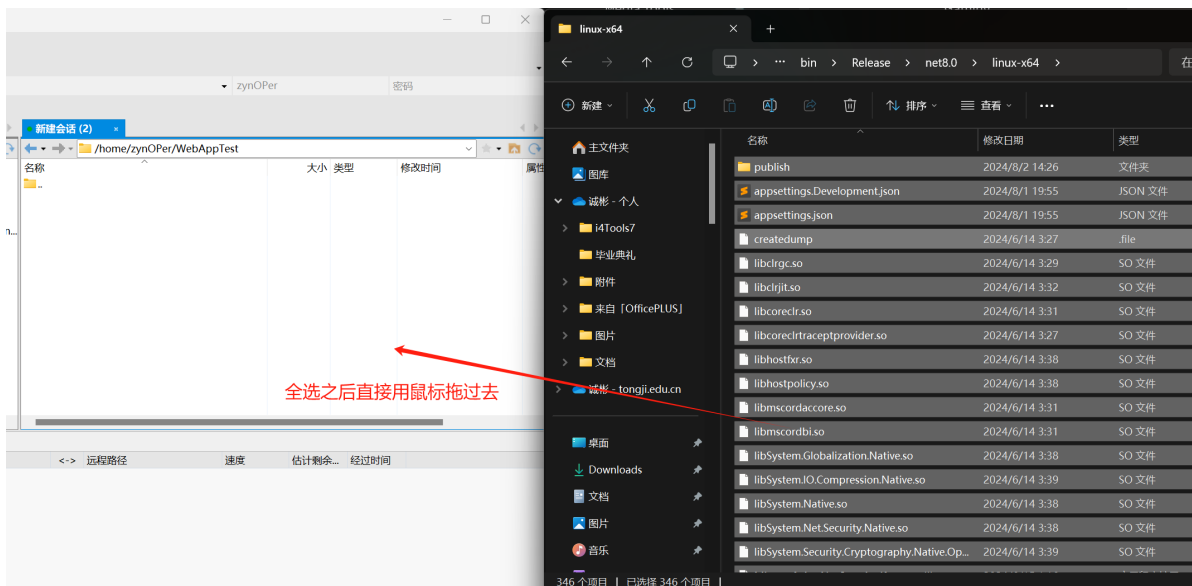 zynOPer 密码
新建会话 (2) ×
/home/zynOPer/WebAppTest
名称 大小 类型 修改时间 属性
..
n...
全选之后直接用鼠标拖过去
<-> 远程路径 速度 估计剩余... 经过时间
linux-x64
... bin > Release > net8.0 > linux-x64 > 在
新建 排序 查看 ...
主文件夹
图库
诚彬 - 个人
i4Tools7
毕业典礼
附件
来自「OfficePLUS」
图片
文档
诚彬 - tongji.edu.cn
桌面
Downloads
文档
图片
音乐
名称 修改日期 类型
publish 2024/8/2 14:26 文件夹
appsettings.Development.json 2024/8/1 19:55 JSON 文件
appsettings.json 2024/8/1 19:55 JSON 文件
createdump 2024/6/14 3:27 .file
libclrgc.so 2024/6/14 3:29 SO 文件
libclrjit.so 2024/6/14 3:32 SO 文件
libcoreclr.so 2024/6/14 3:31 SO 文件
libcoreclrtraceptprovider.so 2024/6/14 3:27 SO 文件
libhostfxr.so 2024/6/14 3:38 SO 文件
libhostpolicy.so 2024/6/14 3:38 SO 文件
libmscordaccore.so 2024/6/14 3:31 SO 文件
libmscordbi.so 2024/6/14 3:31 SO 文件
libSystem.Globalization.Native.so 2024/6/14 3:38 SO 文件
libSystem.IO.Compression.Native.so 2024/6/14 3:39 SO 文件
libSystem.Native.so 2024/6/14 3:38 SO 文件
libSystem.Net.Security.Native.so 2024/6/14 3:38 SO 文件
libSystem.Security.Cryptography.Native.Op... 2024/6/14 3:39 SO 文件
346 个项目 | 已选择 346 个项目 |